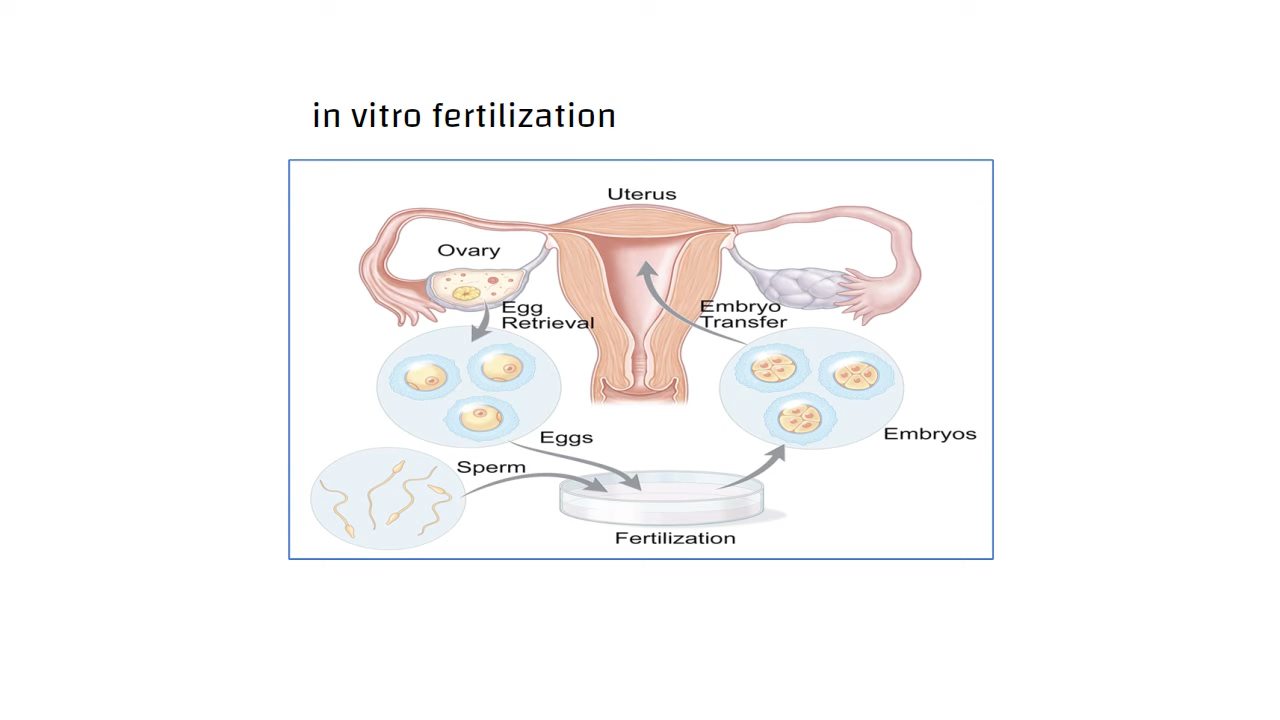 in vitro fertilization
Uterus
Ovary
Egg
Retrieval
Embryo
Transfer
Eggs
Embryos
Sperm
Fertilization